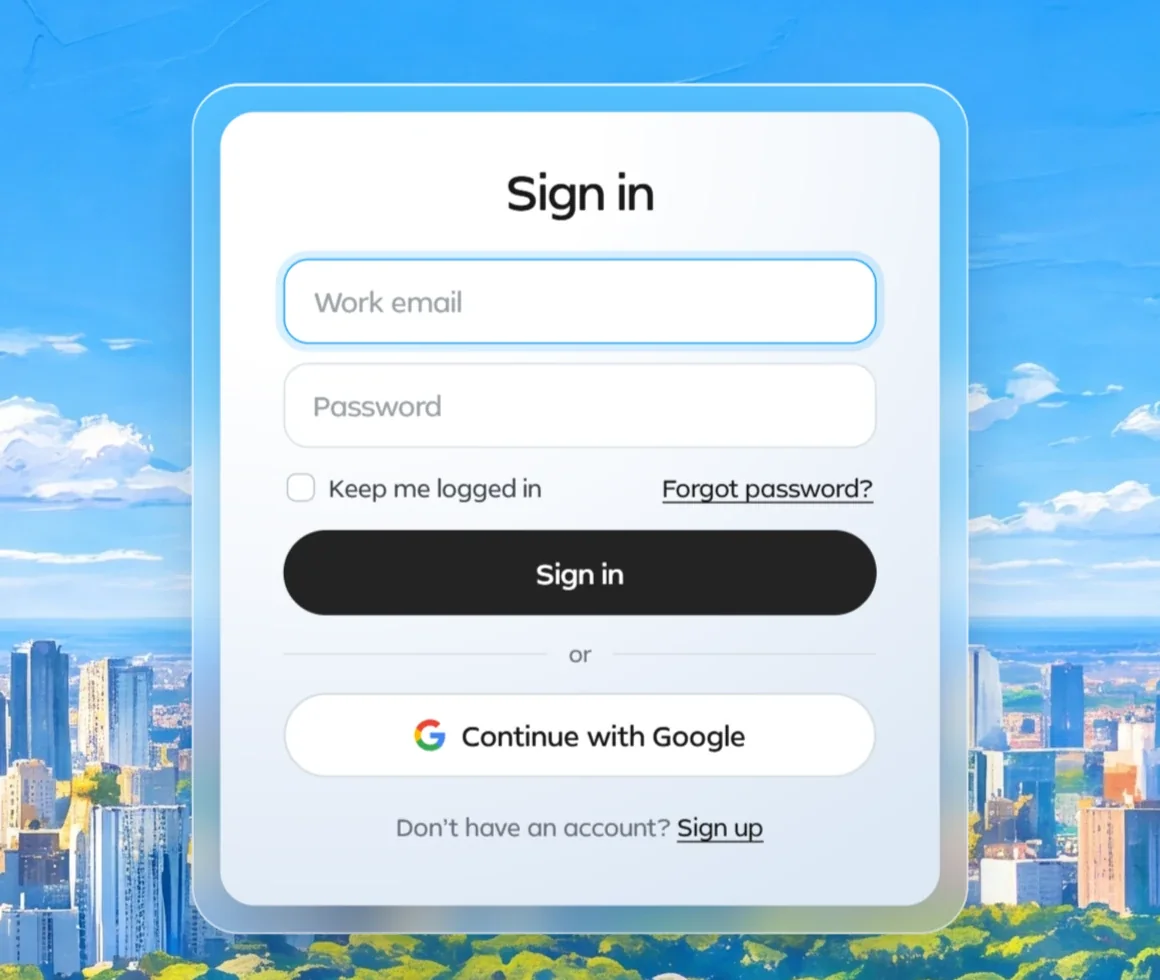 Sign in
Work email
Password
Keep me logged in
Forgot password?
Sign in
or
Continue with Google
Don't have an account? Sign up